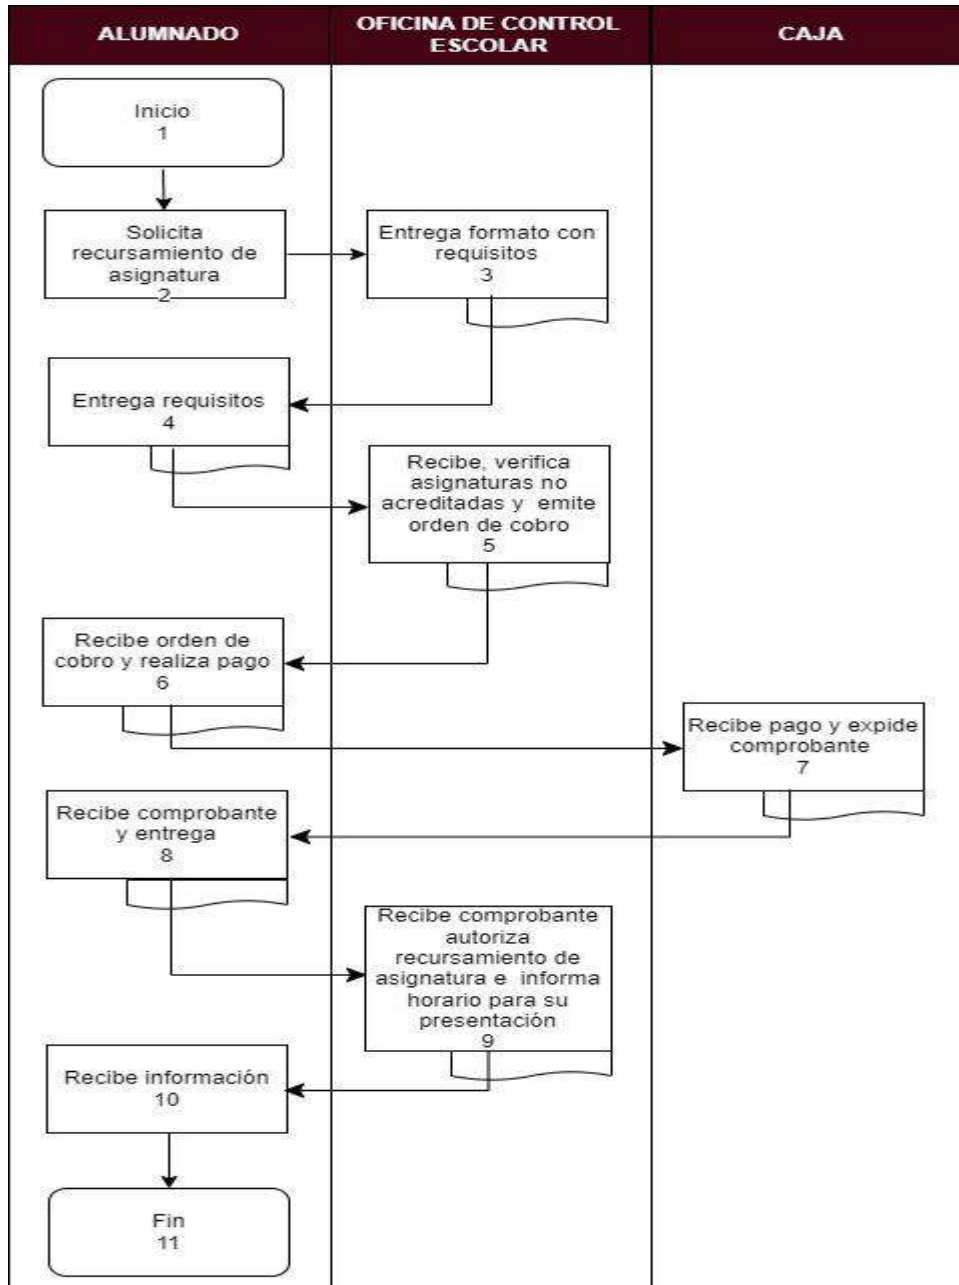 ALUMNADO
OFICINA DE CONTROL
ESCOLAR
CAJA
Inicio
1
Solicita
recursamiento de
asignatura
2
Entrega formato con
requisitos
3
Entrega requisitos
4
Recibe, verifica
asignaturas no
acreditadas y emite
orden de cobro
5
Recibe orden de
cobro y realiza pago
6
Recibe pago y expide
comprobante
7
Recibe comprobante
y entrega
8
Recibe comprobante
autoriza
recursamiento de
asignatura e informa
horario para su
presentación
9
Recibe información
10
Fin
11